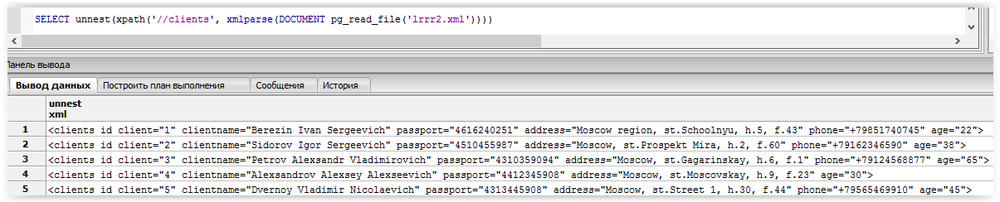 SELECT unnest(xpath('//clients', xmlparse(DOCUMENT pg_read_file('lrrr2.xml'))))
Панель вывода
Вывод данных Построить план выполнения Сообщения История
unnest
xml
1 <clients id client="1" clientname="Berezin Ivan Sergeevich" passport="4616240251" address="Moscow region, st.Schoolnyu, h.5, f.43" phone="+79851740745" age="22">
2 <clients id client="2" clientname="Sidorov Igor Sergeevich" passport="4510455987" address="Moscow, st.Prospekt Mira, h.2, f.60" phone="+79162346590" age="38">
3 <clients id client="3" clientname="Petrov Alexsandr Vladimirovich" passport="4310359094" address="Moscow, st.Gagarinskay, h.6, f.1" phone="+79124568877" age="65">
4 <clients id client="4" clientname="Alexsandrov Alexsey Alexseevich" passport="4412345908" address="Moscow, st.Moscovskay, h.9, f.23" age="30">
5 <clients id client="5" clientname="Dvernoy Vladimir Nicolaevich" passport="4313445908" address="Moscow, st.Street 1, h.30, f.44" phone="+79565469910" age="45">